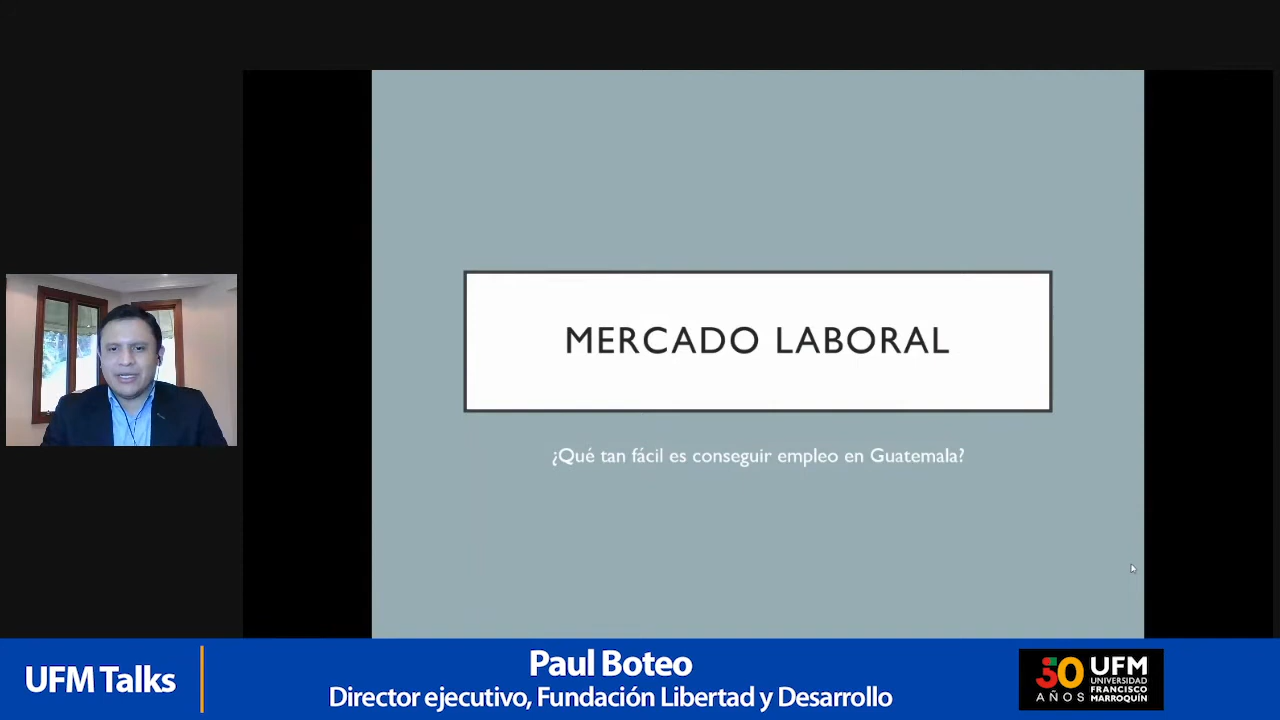 MERCADO LABORAL
¿Qué tan fácil es conseguir empleo en Guatemala?
UFM Talks
Paul Boteo
Director ejecutivo, Fundación Libertad y Desarrollo
50
AÑOS
UFM
UNIVERSIDAD
FRANCISCO
MARROQUÍN